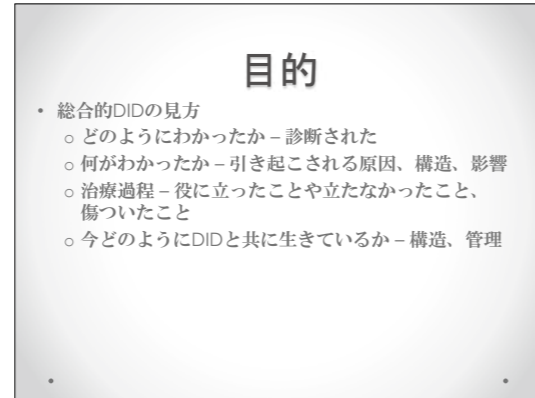 目的
• 総合的DIDの見方
o どのようにわかったか – 診断された
o 何がわかったか – 引き起こされる原因、構造、影響
o 治療過程 – 役に立ったことや立たなかったこと、
傷ついたこと
o 今どのようにDIDと共に生きているか – 構造、管理